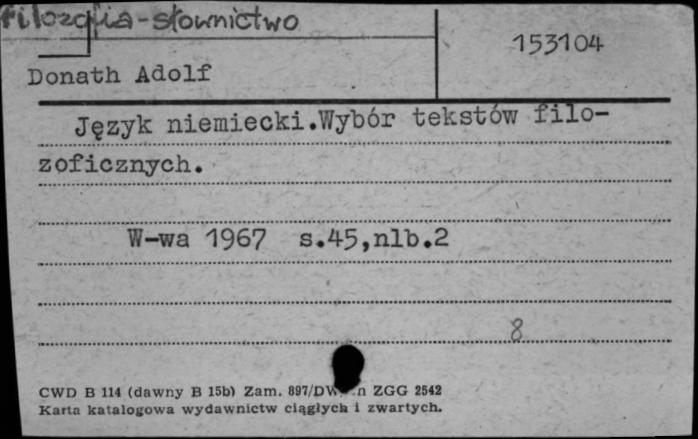 Filozofia-słownictwo
153104
Donath Adolf
Język niemiecki.Wybór tekstów filo-
zoficznych.
W-wa 1967 s.45,nlb.2
8
CWD B 114 (dawny B 15b) Zam. 897/DW ZGG 2542
Karta katalogowa wydawnictw ciągłych i zwartych.